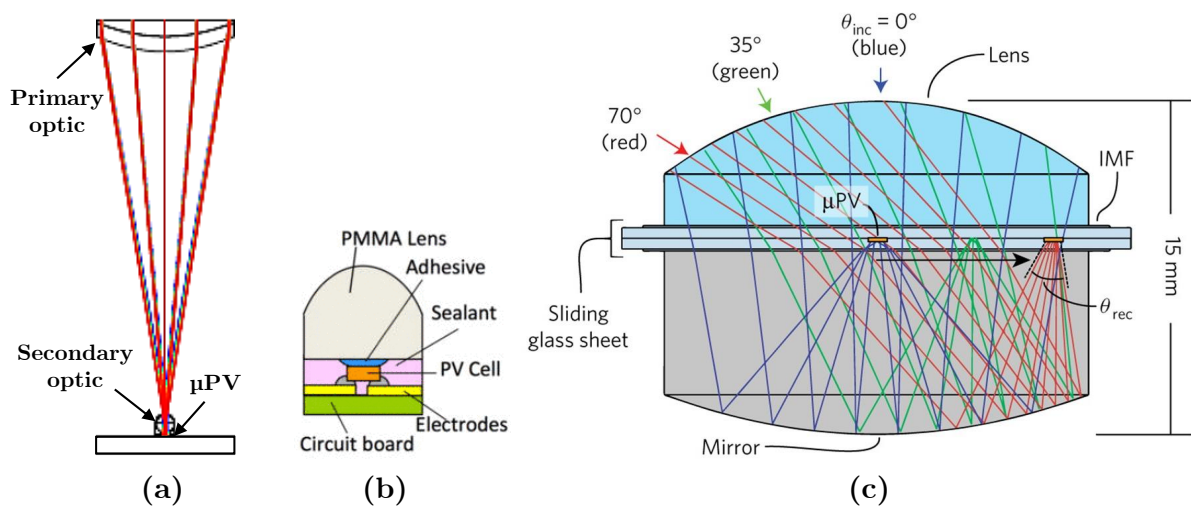 Primary
optic
Secondary
optic
μPV
(a)
PMMA Lens
Adhesive
Sealant
PV Cell
Electrodes
Circuit board
(b)
θinc = 0°
(blue)
35°
(green)
70°
(red)
Lens
IMF
μPV
15 mm
Sliding
glass sheet
θrec
Mirror
(c)